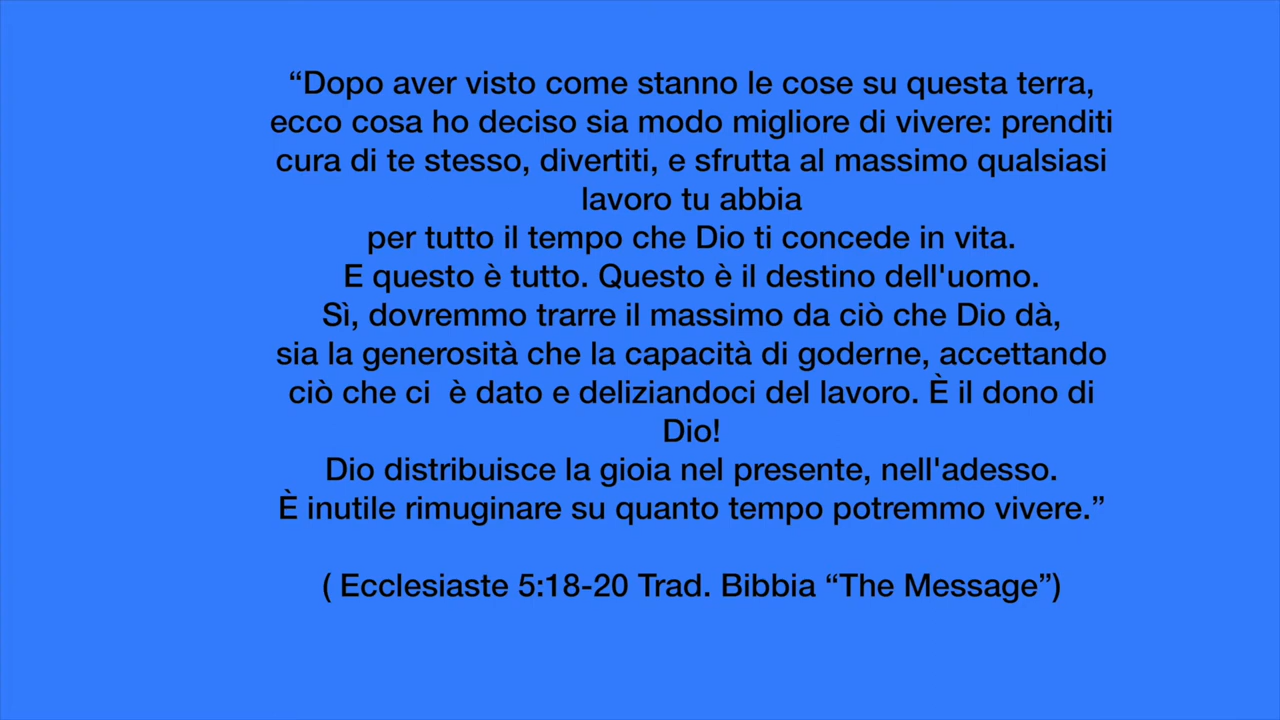 “Dopo aver visto come stanno le cose su questa terra,
ecco cosa ho deciso sia modo migliore di vivere: prenditi
cura di te stesso, divertiti, e sfrutta al massimo qualsiasi
lavoro tu abbia
per tutto il tempo che Dio ti concede in vita.
E questo è tutto. Questo è il destino dell'uomo.
Sì, dovremmo trarre il massimo da ciò che Dio dà,
sia la generosità che la capacità di goderne, accettando
ciò che ci  è dato e deliziandoci del lavoro. È il dono di
Dio!
Dio distribuisce la gioia nel presente, nell'adesso.
È inutile rimuginare su quanto tempo potremmo vivere.”
( Ecclesiaste 5:18-20 Trad. Bibbia “The Message”)